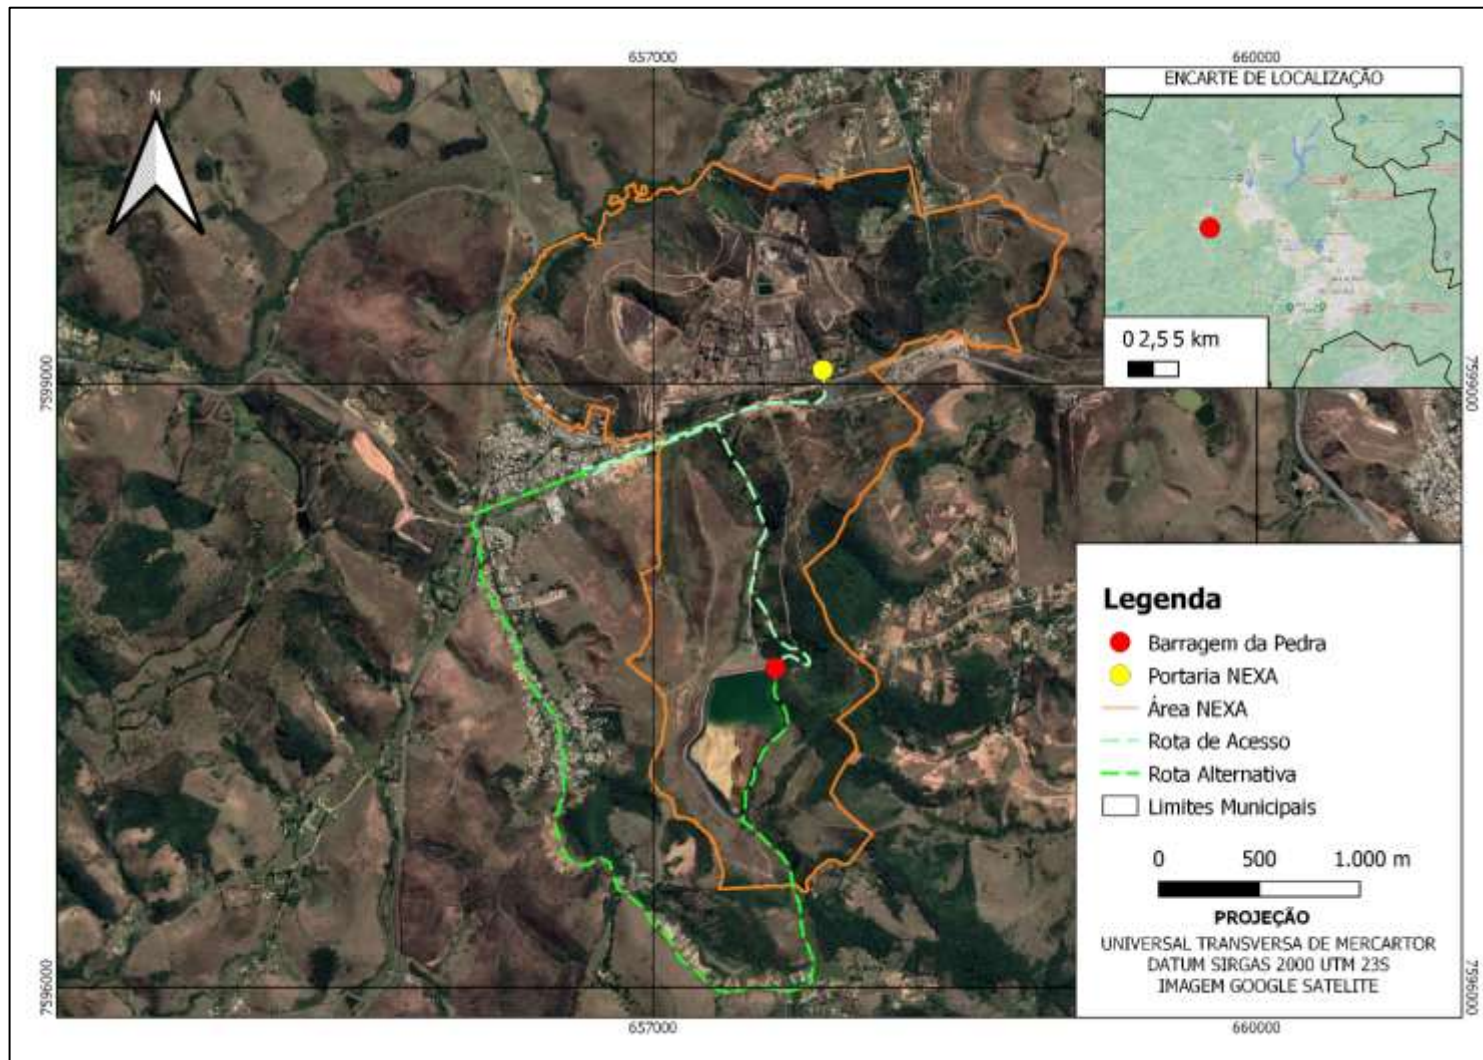 657000
660000
ENCARTE DE LOCALIZAÇÃO
N
0 2,5 5 km
7599000
7599000
Legenda
Barragem da Pedra
Portaria NEXA
Área NEXA
Rota de Acesso
Rota Alternativa
Limites Municipais
0 500 1.000 m
PROJEÇÃO
UNIVERSAL TRANSVERSA DE MERCARTOR
DATUM SIRGAS 2000 UTM 23S
IMAGEM GOOGLE SATELITE
7596000
7596000
657000
660000